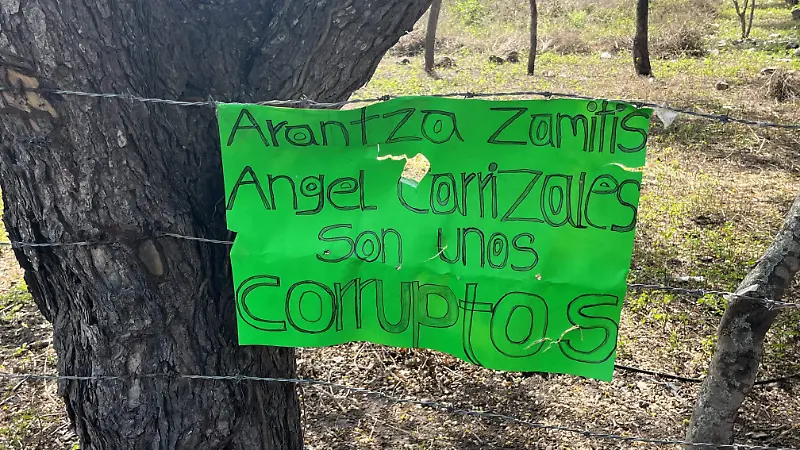 Arantza Zamitis
Angel Carrizales
Son unos
corruptos